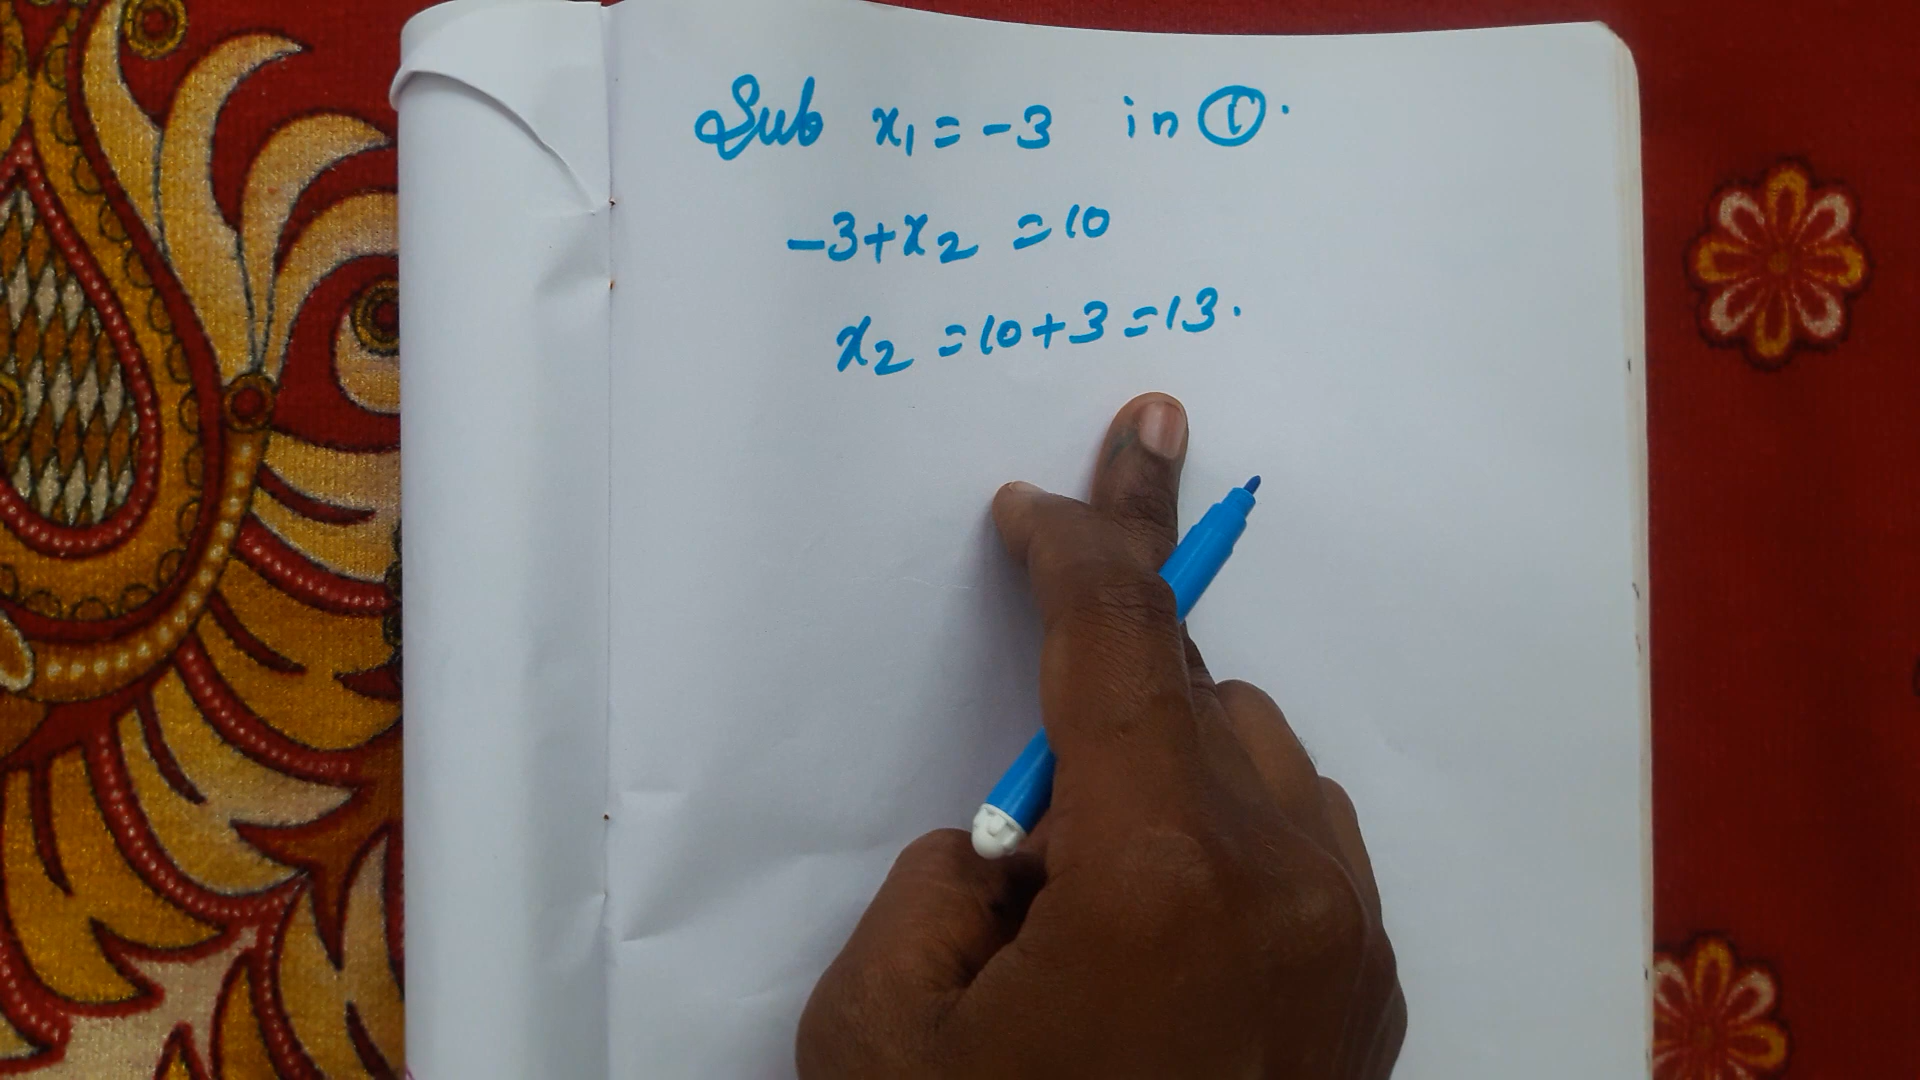 Sub x₁ = -3 in ①.
-3+x₂ = 10
x₂ = 10+3 = 13.